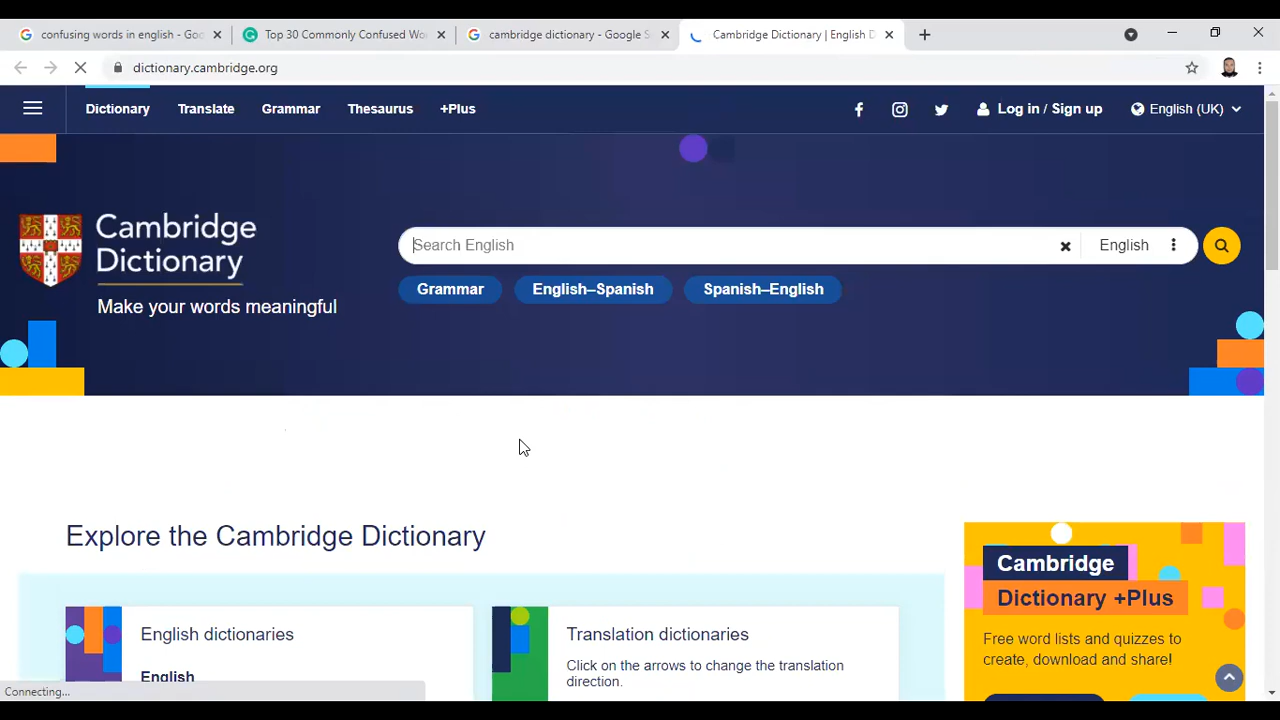 confusing words in english - Goo
Top 30 Commonly Confused Wo
cambridge dictionary - Google S
Cambridge Dictionary | English D
dictionary.cambridge.org
Dictionary
Translate
Grammar
Thesaurus
+Plus
Log in / Sign up
English (UK)
Cambridge
Dictionary
Make your words meaningful
Search English
English
Grammar
English–Spanish
Spanish–English
Explore the Cambridge Dictionary
English dictionaries
English
Translation dictionaries
Click on the arrows to change the translation
direction.
Cambridge
Dictionary +Plus
Free word lists and quizzes to
create, download and share!
Connecting...